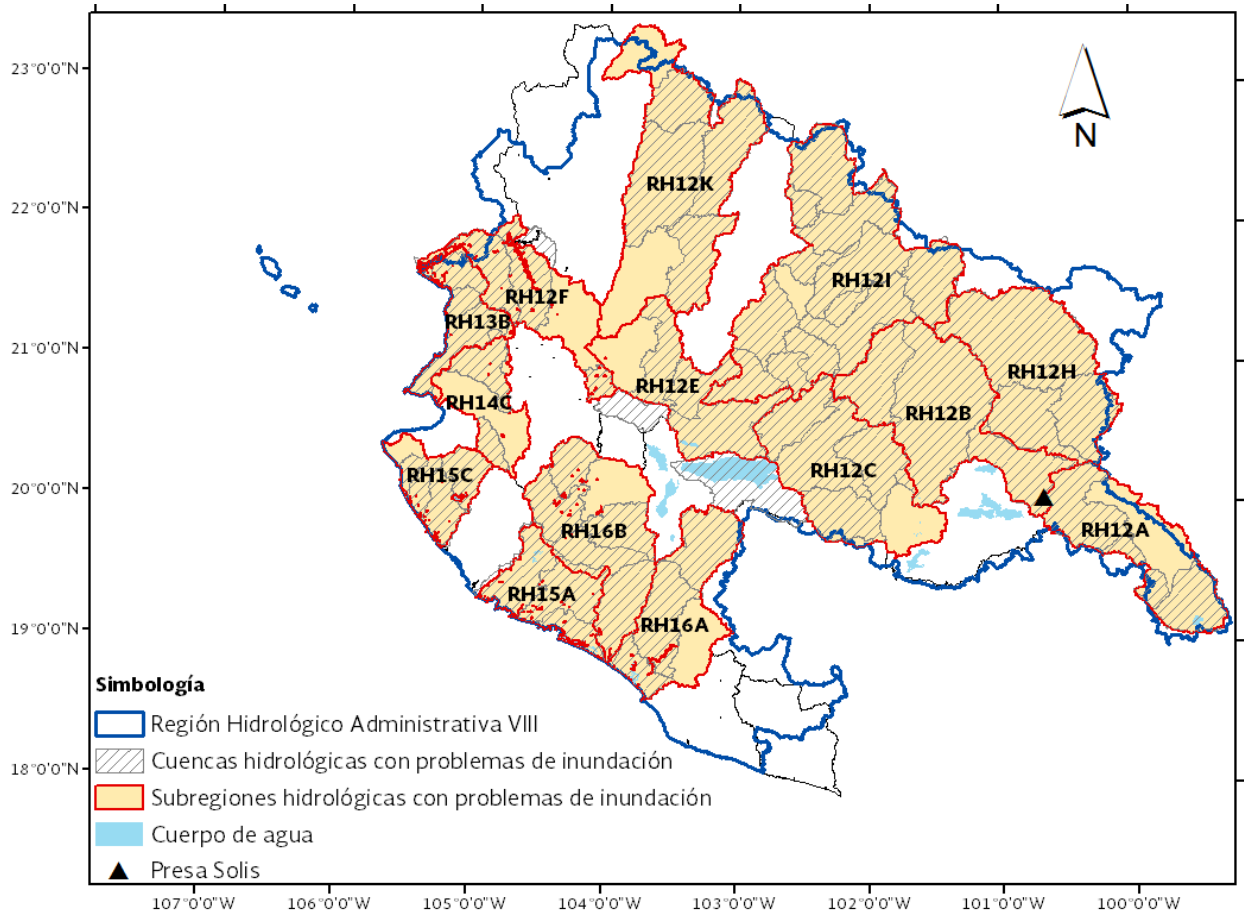 23°0'0"N
22°0'0"N
21°0'0"N
20°0'0"N
19°0'0"N
18°0'0"N
N
RH12K
RH12I
RH12F
RH13B
RH12E
RH12H
RH14C
RH12B
RH15C
RH12C
RH16B
RH12A
RH15A
RH16A
Simbología
Región Hidrológico Administrativa VIII
Cuencas hidrológicas con problemas de inundación
Subregiones hidrológicas con problemas de inundación
Cuerpo de agua
Presa Solis
107°0'0"W 106°0'0"W 105°0'0"W 104°0'0"W 103°0'0"W 102°0'0"W 101°0'0"W 100°0'0"W